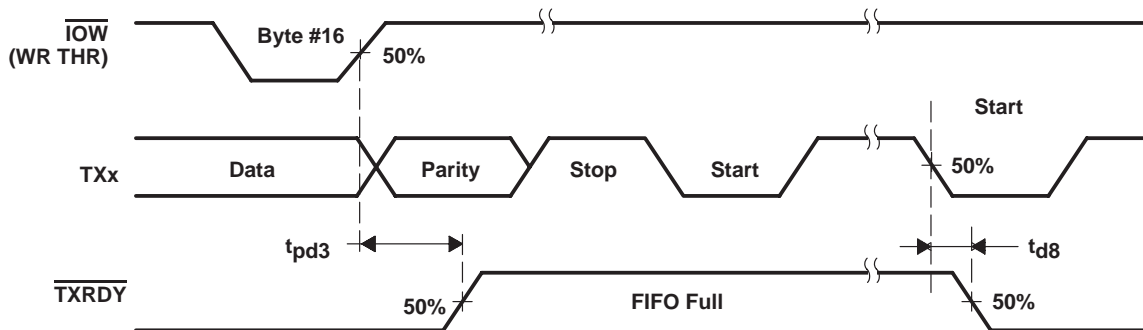 IOW
(WR THR)
Byte #16
50%
Start
TXx
Data
Parity
Stop
Start
50%
tpd3
td8
TXRDY
50%
FIFO Full
50%